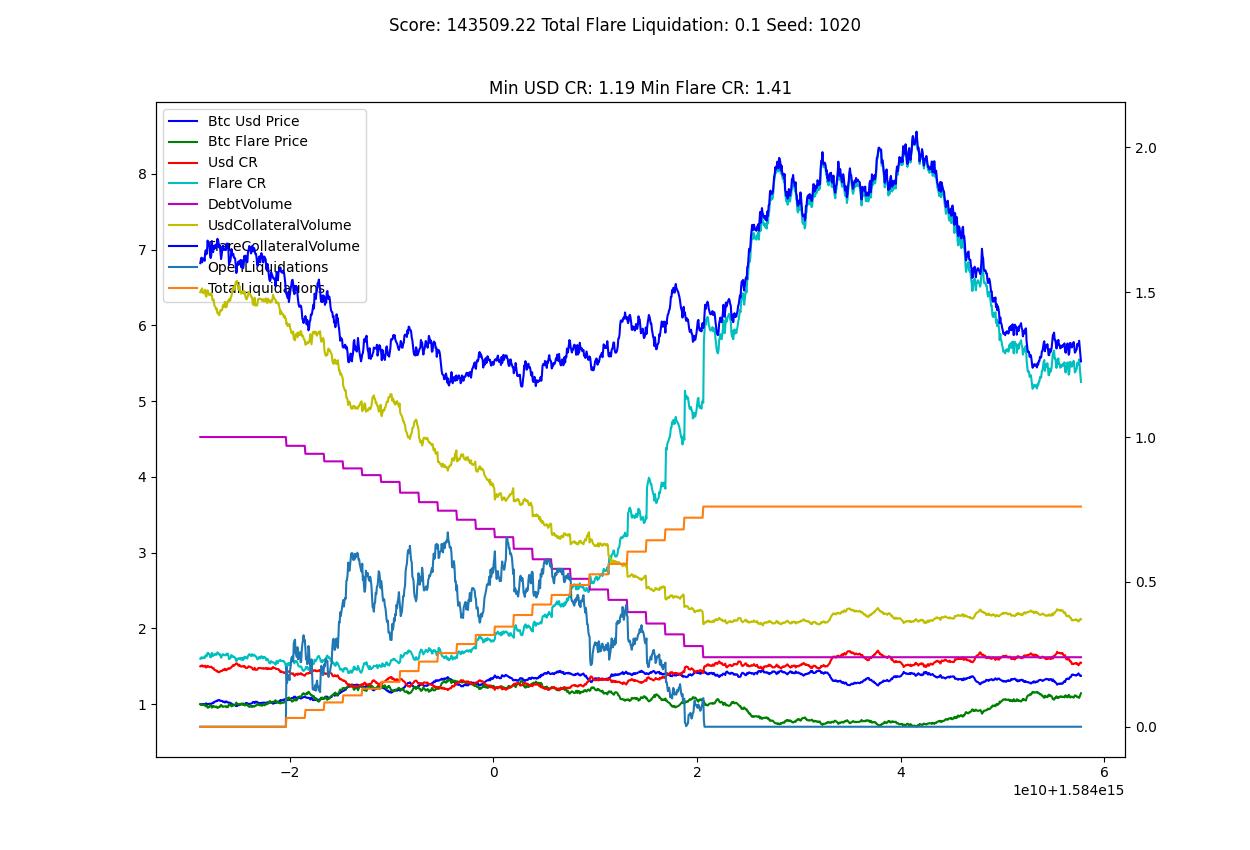 Score: 143509.22 Total Flare Liquidation: 0.1 Seed: 1020
Min USD CR: 1.19 Min Flare CR: 1.41
Btc Usd Price
Btc Flare Price
Usd CR
Flare CR
DebtVolume
UsdCollateralVolume
FlareCollateralVolume
OpenLiquidations
TotalLiquidations
8
7
6
5
4
3
2
1
2.0
1.5
1.0
0.5
0.0
−2
0
2
4
6
1e10+1.584e15